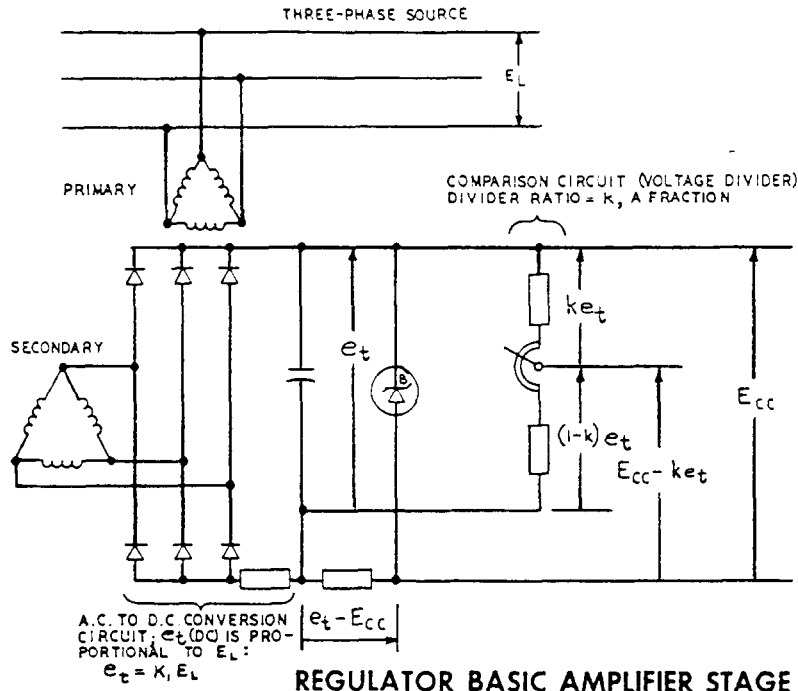 THREE-PHASE SOURCE
E_L
PRIMARY
COMPARISON CIRCUIT (VOLTAGE DIVIDER)
DIVIDER RATIO = K, A FRACTION
SECONDARY
e_t
B
ke_t
(1-k)e_t
E_CC - ke_t
E_CC
A.C. TO D.C. CONVERSION
CIRCUIT; e_t (DC) IS PRO-
PORTIONAL TO E_L:
e_t = K, E_L
e_t - E_CC
REGULATOR BASIC AMPLIFIER STAGE